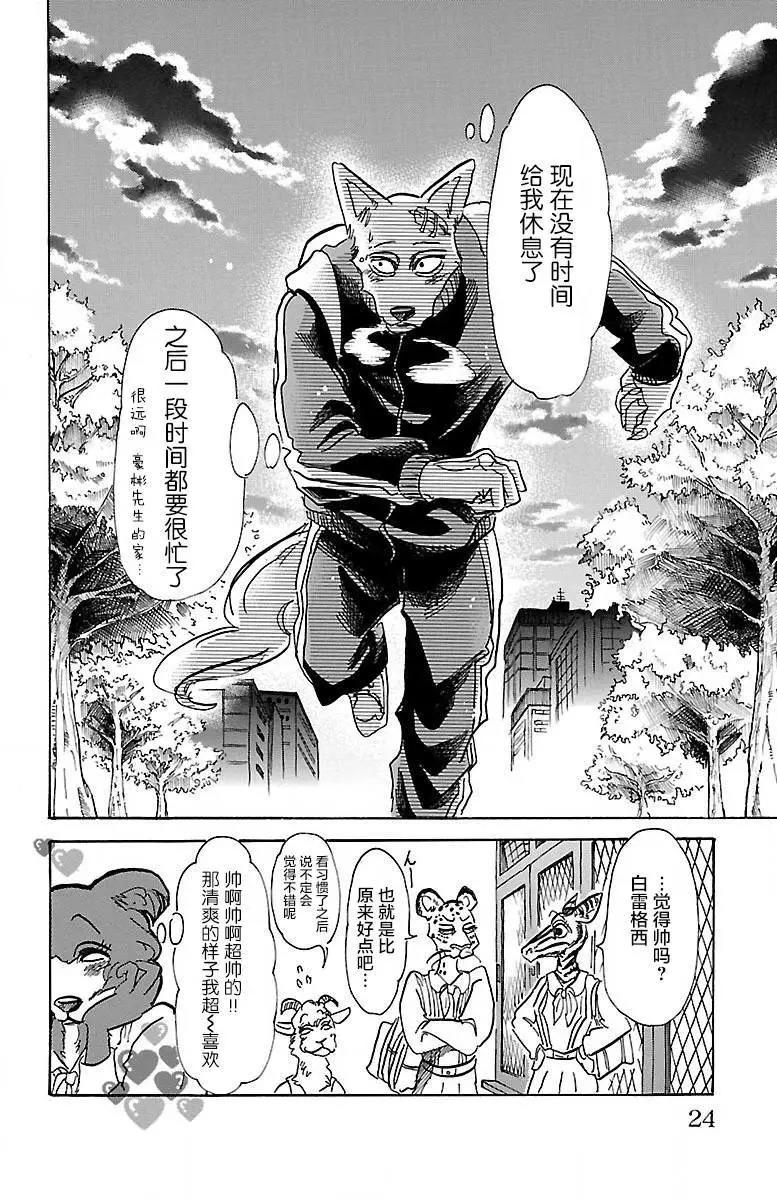 现在没有时间
给我休息了
之后一段时间都要很忙了
很远啊 豪彬先生的家…
…觉得帅吗？
白雷格西
ん一
也就是比
原来好点吧…
看习惯了之后
说不定会
觉得不错呢
帅啊帅啊超帅的!!
那清爽的样子我超~喜欢
24